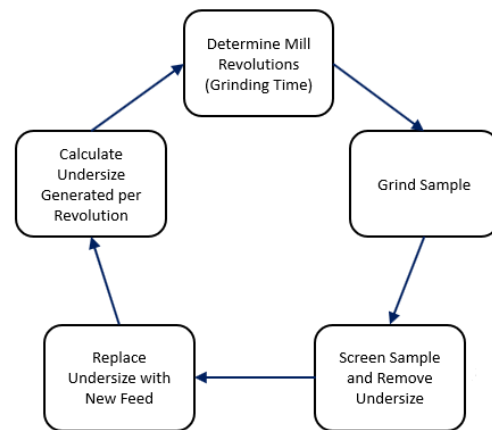 Determine Mill
Revolutions
(Grinding Time)
Grind Sample
Screen Sample
and Remove
Undersize
Replace
Undersize with
New Feed
Calculate
Undersize
Generated per
Revolution